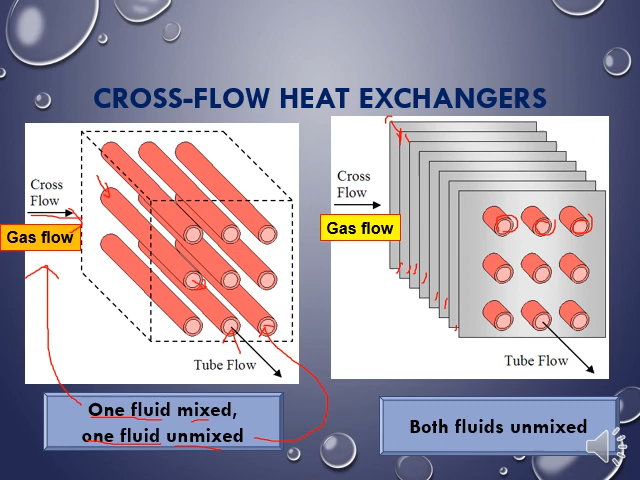 CROSS-FLOW HEAT EXCHANGERS
Cross
Flow
Gas flow
Tube Flow
One fluid mixed,
one fluid unmixed
Cross
Flow
Gas flow
Tube Flow
Both fluids unmixed